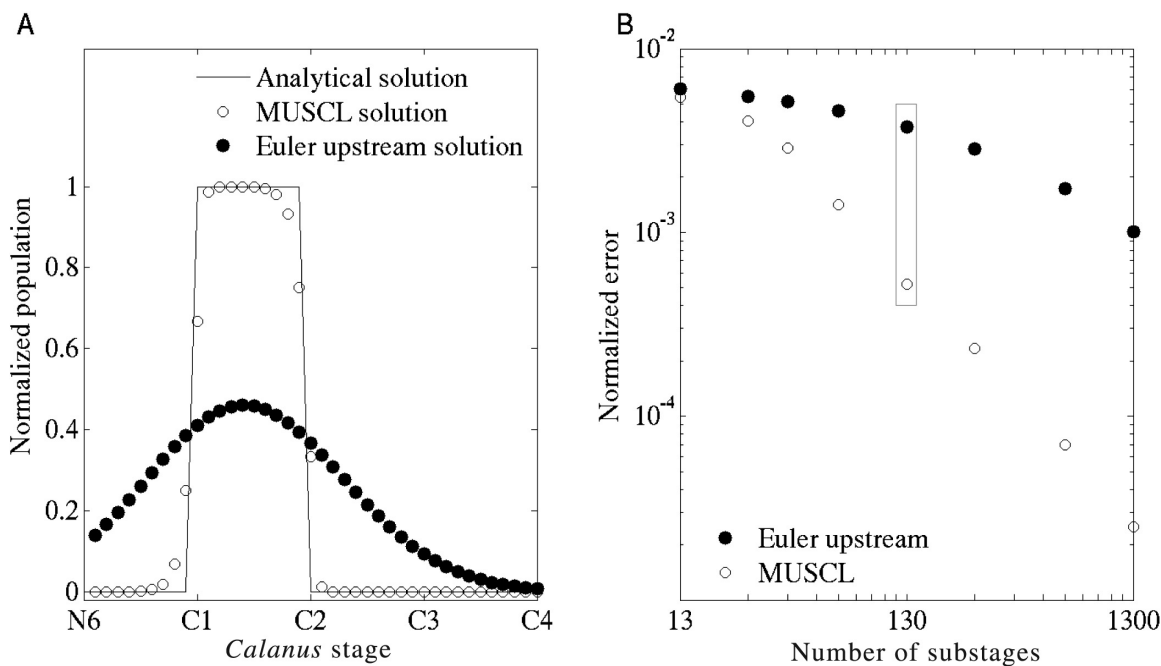 A
Analytical solution
MUSCL solution
Euler upstream solution
Normalized population
1
0.8
0.6
0.4
0.2
0
N6 C1 C2 C3 C4
Calanus stage
B
10-2
10-3
10-4
Normalized error
Euler upstream
MUSCL
13 130 1300
Number of substages